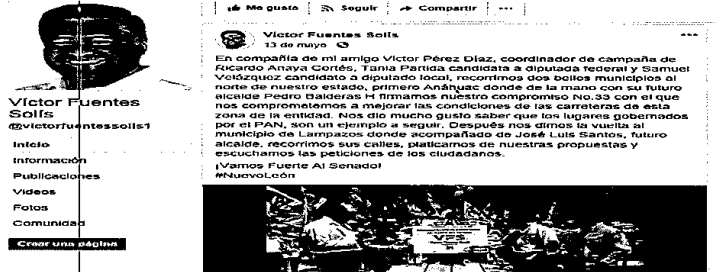 Me gusta Seguir Compartir ...
Víctor Fuentes Solís
13 de mayo
En compañía de mi amigo Víctor Pérez Díaz, coordinador de campaña de
Ricardo Anaya Cortés, Tania Partida candidata a diputada federal y Samuel
Velázquez candidato a diputado local, recorrimos dos bellos municipios al
norte de nuestro estado, primero Anáhuac donde de la mano con su futuro
alcalde Pedro Balderas H firmamos nuestro compromiso No.33 con el que
nos comprometemos a mejorar las condiciones de las carreteras de esta
zona de la entidad. Nos dio mucho gusto saber que los lugares gobernados
por el PAN, son un ejemplo a seguir. Después nos dimos la vuelta al
municipio de Lampazos donde acompañado de José Luis Santos, futuro
alcalde, recorrimos sus calles, platicamos de nuestras propuestas y
escuchamos las peticiones de los ciudadanos.
¡Vamos Fuerte Al Senado!
#NuevoLeón
Víctor Fuentes
Solís
@victorfuentessolis1
Inicio
Información
Publicaciones
Videos
Fotos
Comunidad
Crear una página
VFS